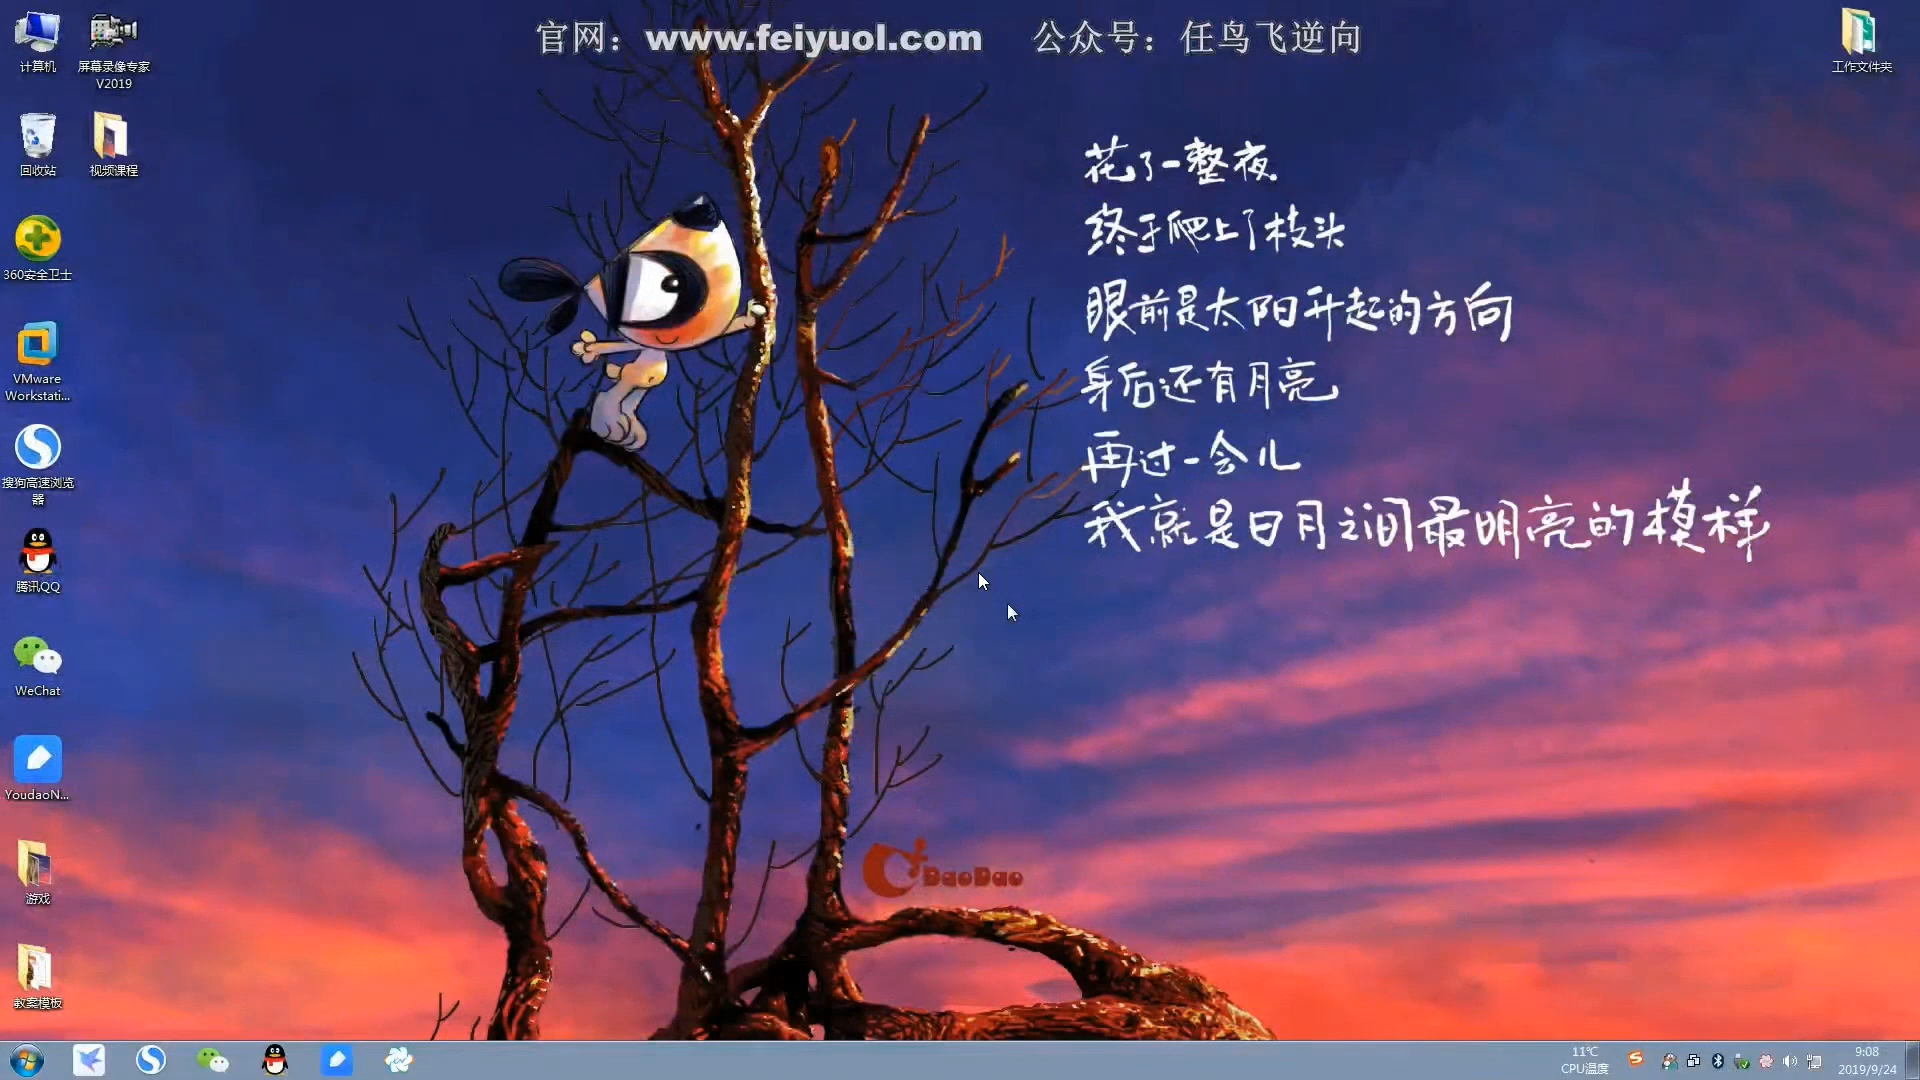 官网：www.feiyuol.com 公众号：任鸟飞逆向
计算机
屏幕录像专家
V2019
工作文件夹
回收站
视频课程
花了一整夜
终于爬上了枝头
眼前是太阳升起的方向
身后还有月亮
再过一会儿
我就是日月之间最明亮的模样
360安全卫士
VMware
Workstati...
搜狗高速浏览
器
腾讯QQ
WeChat
YoudaoN...
游戏
教案模板
DaoDao
11℃
CPU温度
9:08
2019/9/24